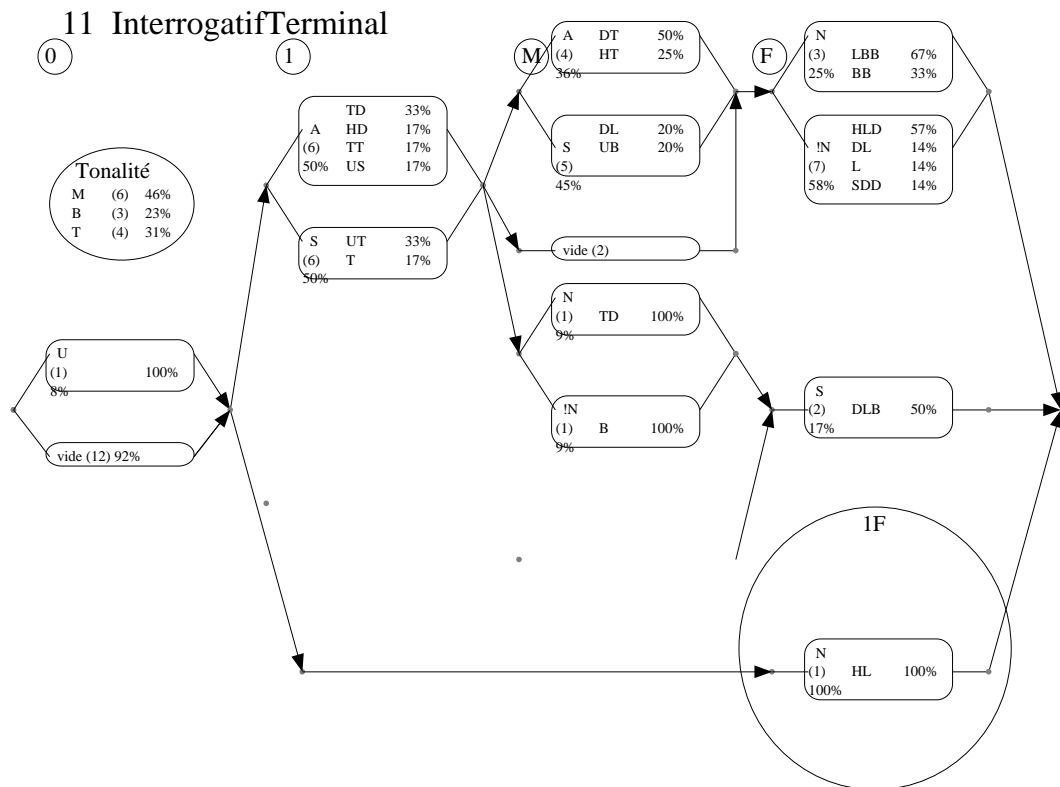 11 InterrogatifTerminal
0
1
M
F
Tonalité
M (6) 46%
B (3) 23%
T (4) 31%
U
(1) 100%
8%
vide (12) 92%
TD 33%
A HD 17%
(6) TT 17%
50% US 17%
S UT 33%
(6) T 17%
50%
A DT 50%
(4) HT 25%
36%
DL 20%
S UB 20%
(5)
45%
vide (2)
N
(1) TD 100%
9%
!N
(1) B 100%
9%
N
(3) LBB 67%
25% BB 33%
HLD 57%
!N DL 14%
(7) L 14%
58% SDD 14%
S
(2) DLB 50%
17%
1F
N
(1) HL 100%
100%